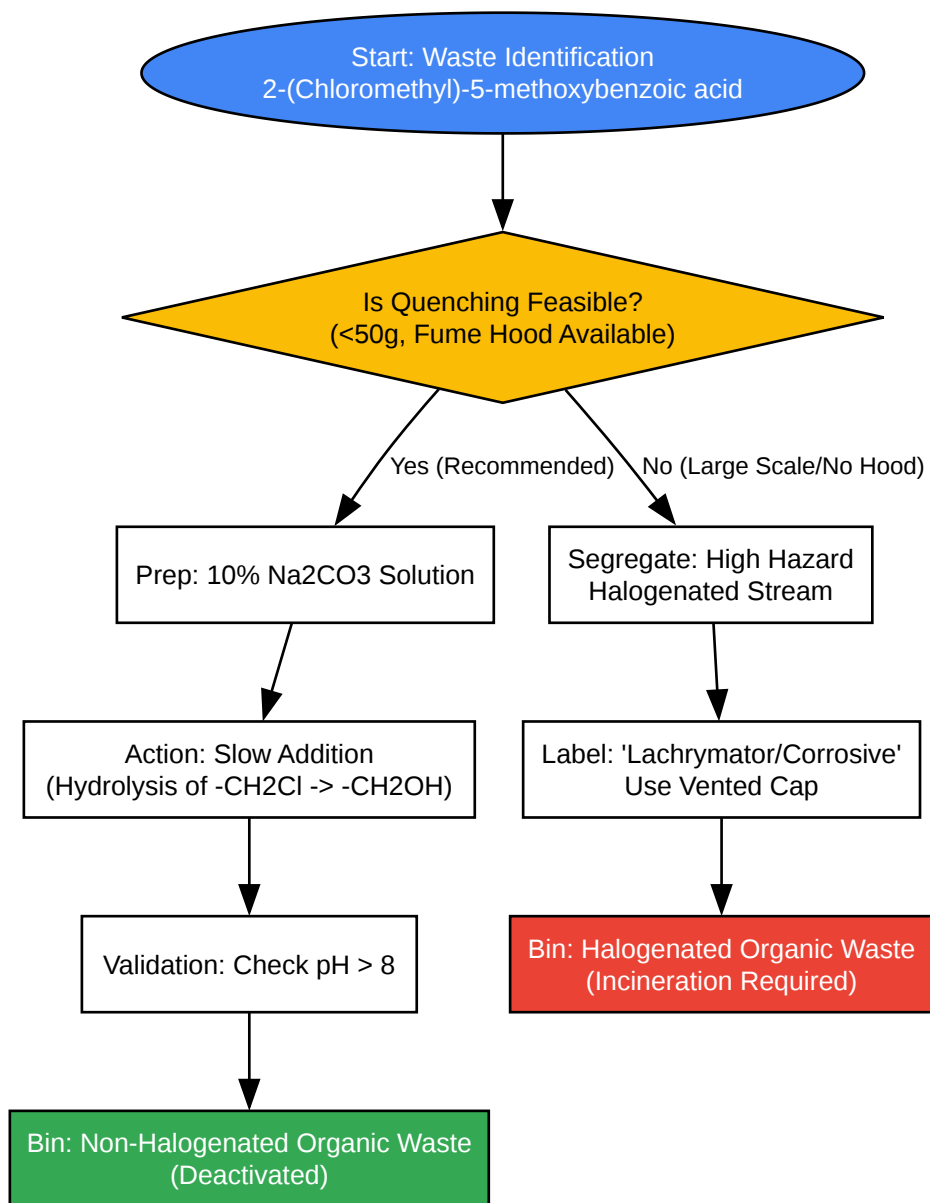 Start: Waste Identification
2-(Chloromethyl)-5-methoxybenzoic acid
Is Quenching Feasible?
(<50g, Fume Hood Available)
Yes (Recommended)
No (Large Scale/No Hood)
Prep: 10% Na2CO3 Solution
Segregate: High Hazard
Halogenated Stream
Action: Slow Addition
(Hydrolysis of -CH2Cl -> -CH2OH)
Label: 'Lachrymator/Corrosive'
Use Vented Cap
Validation: Check pH > 8
Bin: Halogenated Organic Waste
(Incineration Required)
Bin: Non-Halogenated Organic Waste
(Deactivated)